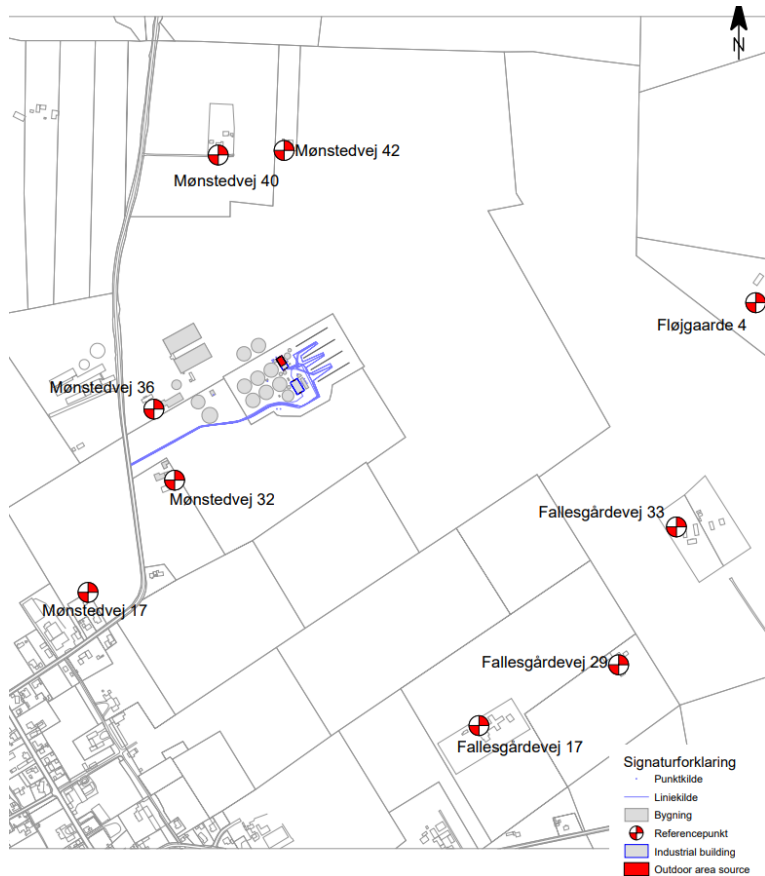 N
Mønstedvej 42
Mønstedvej 40
Fløjgaarde 4
Mønstedvej 36
Mønstedvej 32
Fallesgårdevej 33
Mønstedvej 17
Fallesgårdevej 29
Fallesgårdevej 17
Signaturforklaring
Punktkilde
Liniekilde
Bygning
Referencepunkt
Industrial building
Outdoor area source